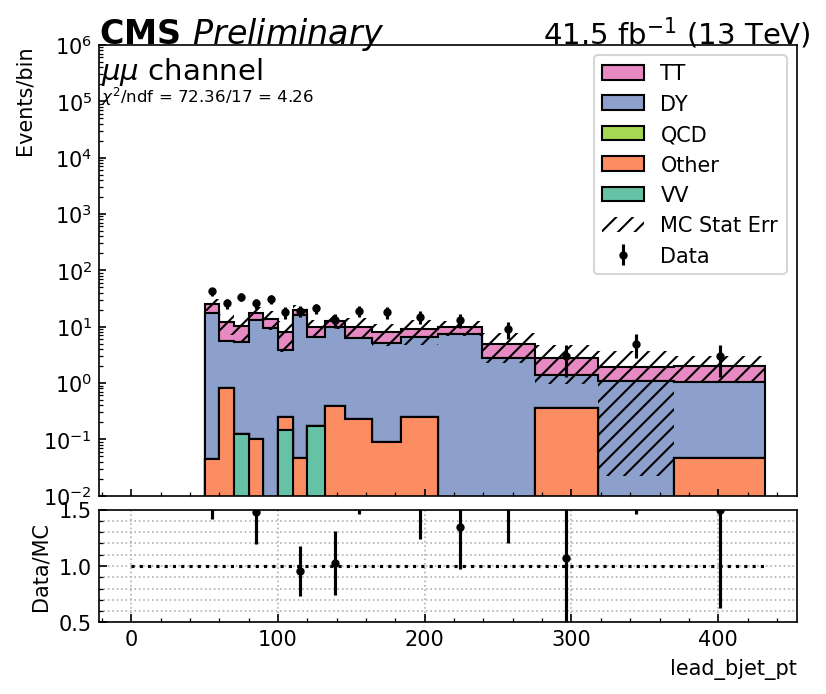 CMS Preliminary 41.5 fb⁻¹ (13 TeV)
μμ channel
χ²/ndf = 72.36/17 = 4.26
Events/bin
10⁶
10⁵
10⁴
10³
10²
10¹
10⁰
10⁻¹
10⁻²
TT
DY
QCD
Other
VV
MC Stat Err
Data
Data/MC
1.5
1.0
0.5
0 100 200 300 400
lead_bjet_pt